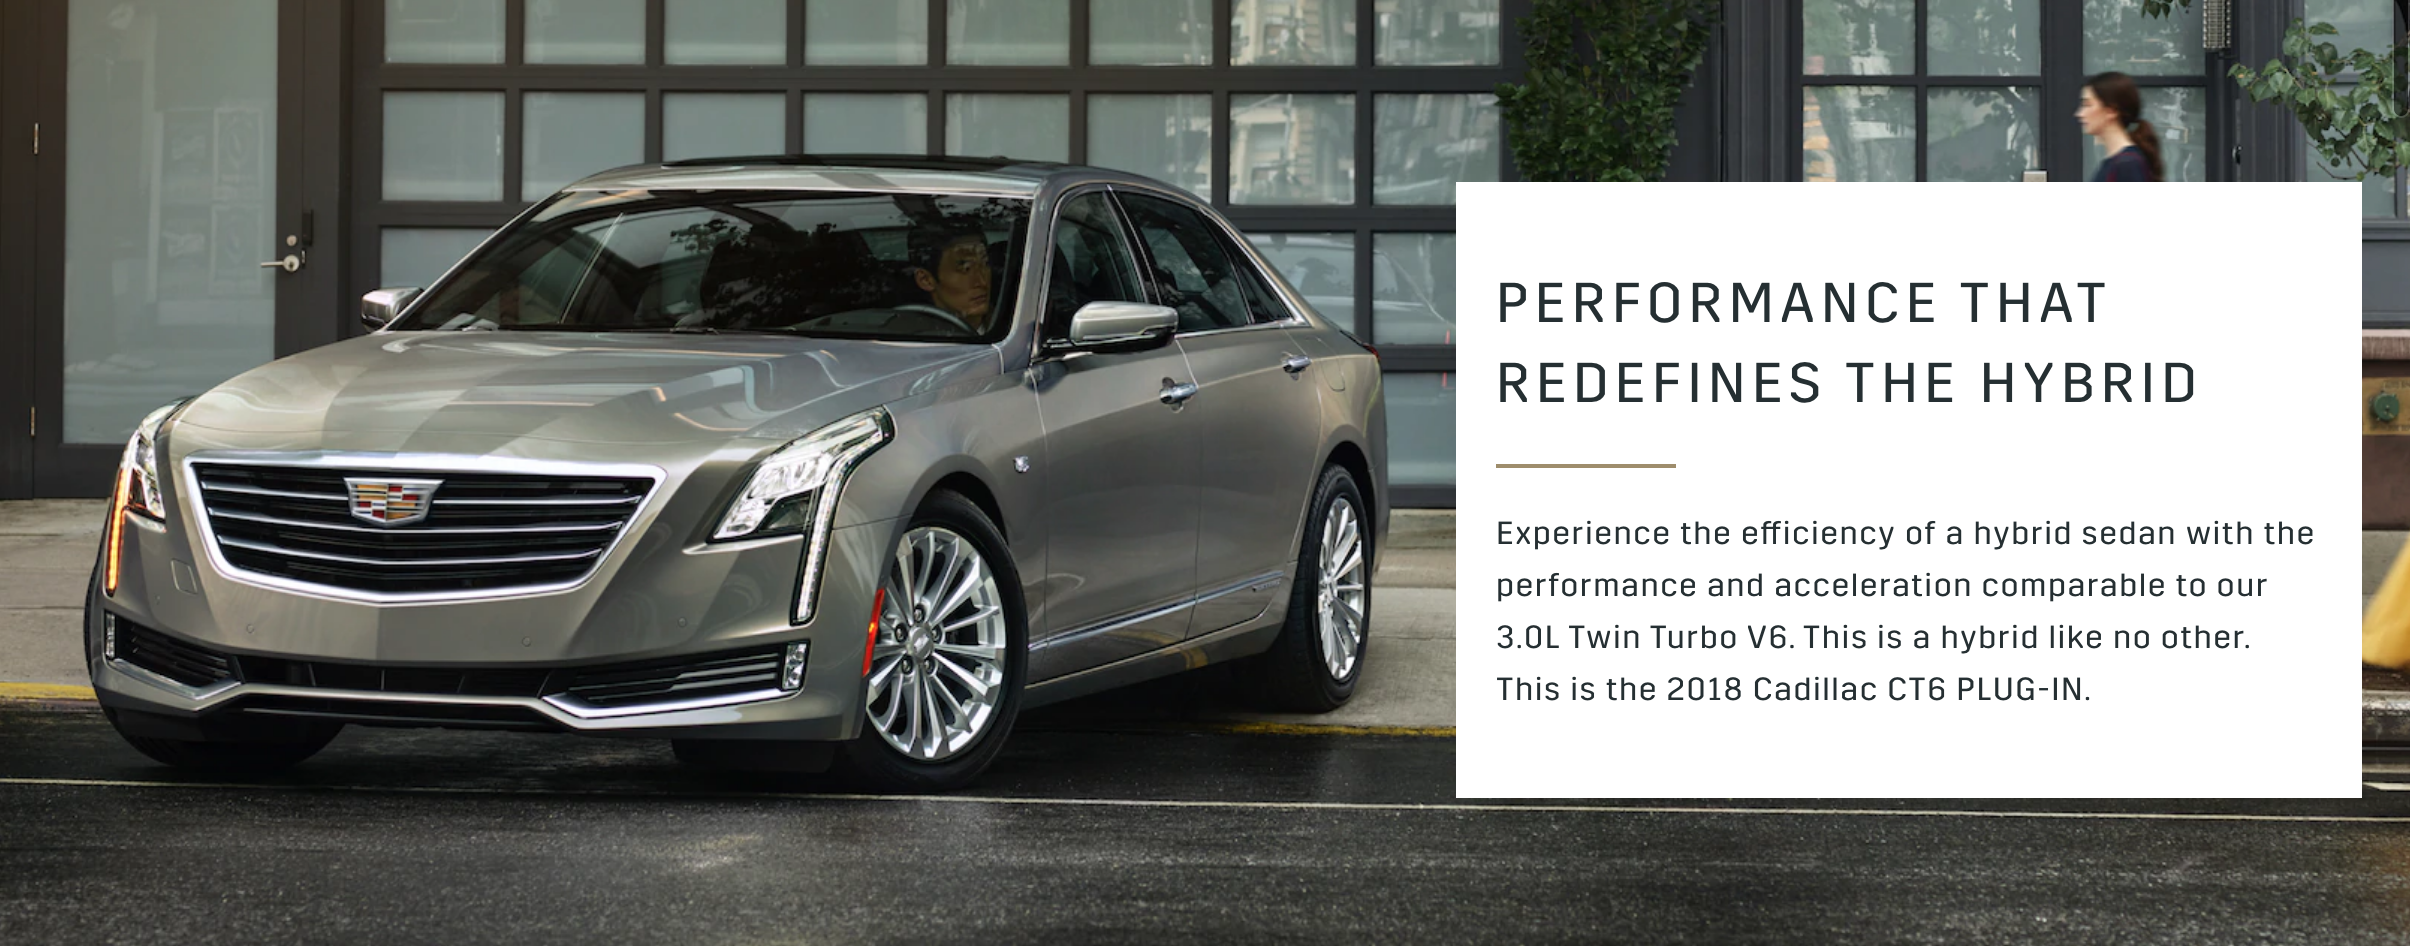 PERFORMANCE THAT
REDEFINES THE HYBRID
Experience the efficiency of a hybrid sedan with the
performance and acceleration comparable to our
3.0L Twin Turbo V6. This is a hybrid like no other.
This is the 2018 Cadillac CT6 PLUG-IN.